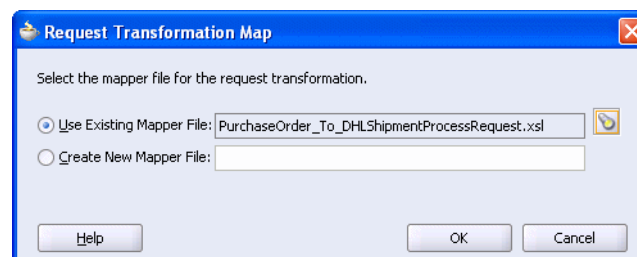 Request Transformation Map
Select the mapper file for the request transformation.
Use Existing Mapper File: PurchaseOrder_To_DHLShipmentProcessRequest.xsl
Create New Mapper File:
Help OK Cancel